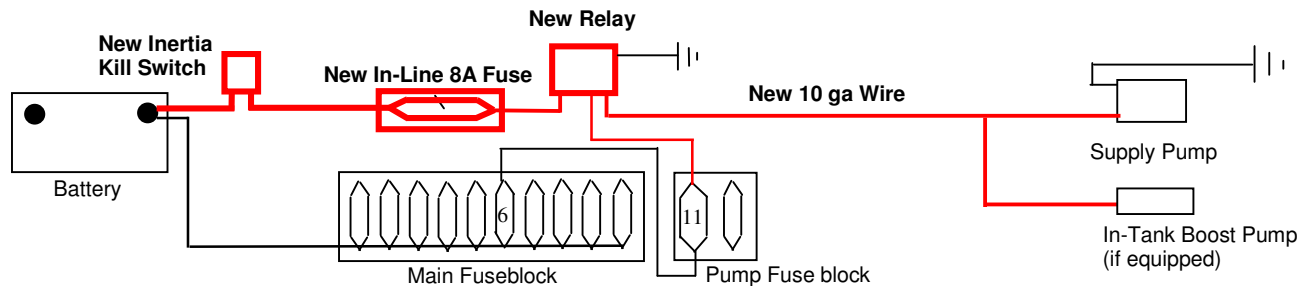 New Relay
New Inertia
Kill Switch
New In-Line 8A Fuse
New 10 ga Wire
Supply Pump
Battery
6
11
In-Tank Boost Pump
(if equipped)
Main Fuseblock
Pump Fuse block